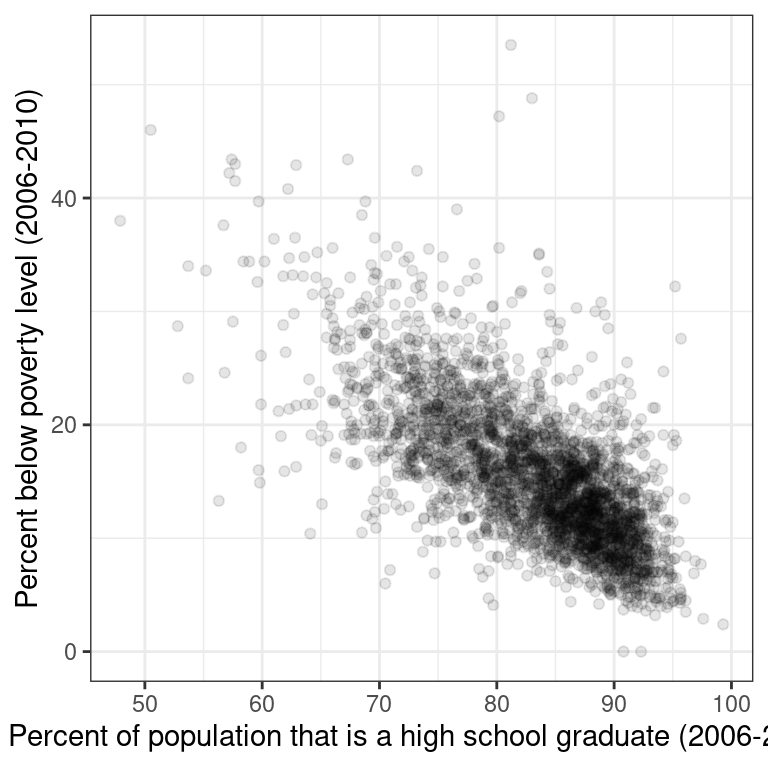 Percent below poverty level (2006-2010)
40
20
0
50 60 70 80 90 100
Percent of population that is a high school graduate (2006-2